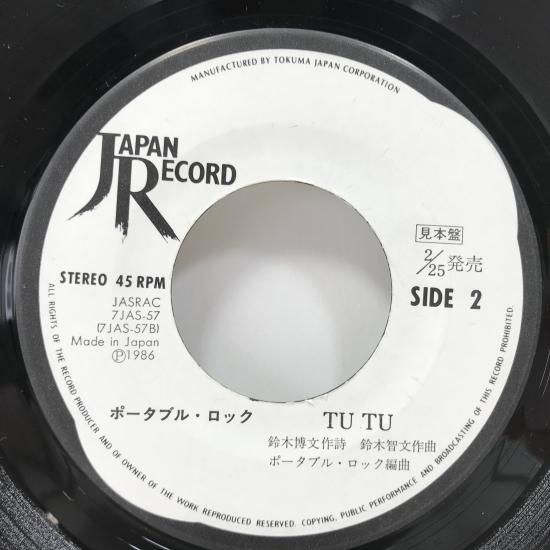 MANUFACTURED BY TOKUMA JAPAN CORPORATION
JAPAN
RECORD
見本盤
2/25発売
STEREO 45 RPM
SIDE 2
JASRAC
7JAS-57
(7JAS-57B)
Made in Japan
Ⓟ1986
ポータブル・ロック
TU TU
鈴木博文作詩 鈴木智文作曲
ポータブル・ロック編曲
ALL RIGHTS OF THE RECORD PRODUCER AND OF THE OWNER OF THE WORK REPRODUCED RESERVED. COPYING, PUBLIC PERFORMANCE AND BROADCASTING OF THIS RECORD PROHIBITED.